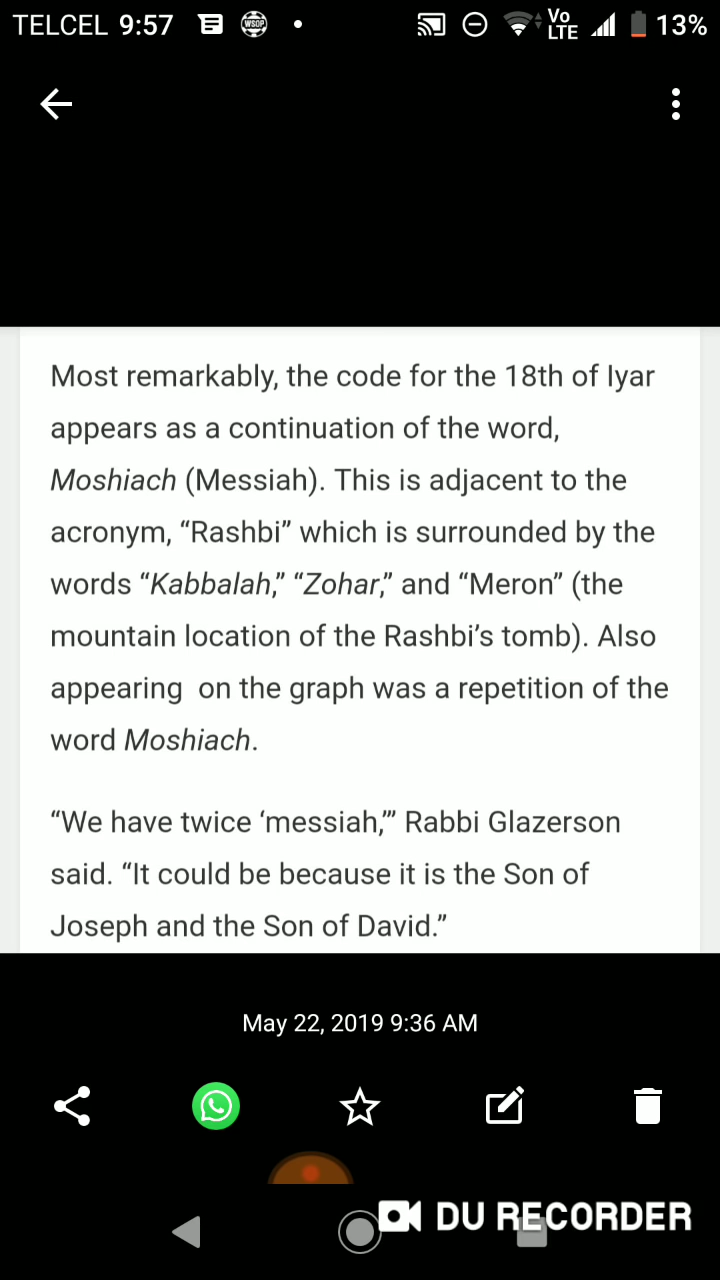 TELCEL 9:57 WSOP Vo LTE 13%
Most remarkably, the code for the 18th of Iyar
appears as a continuation of the word,
Moshiach (Messiah). This is adjacent to the
acronym, “Rashbi” which is surrounded by the
words “Kabbalah,” “Zohar,” and “Meron” (the
mountain location of the Rashbi’s tomb). Also
appearing on the graph was a repetition of the
word Moshiach.
“We have twice ‘messiah,’” Rabbi Glazerson
said. “It could be because it is the Son of
Joseph and the Son of David.”
May 22, 2019 9:36 AM
DU RECORDER